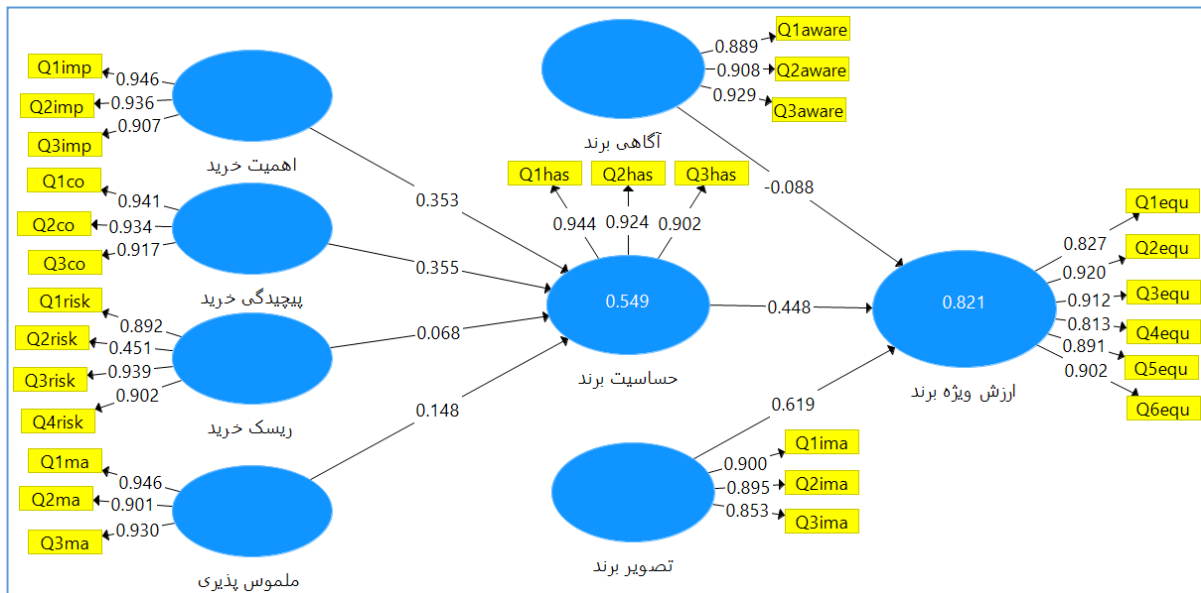 Q1imp
0.946
Q2imp
0.936
Q3imp
0.907
اهمیت خرید
Q1co
0.941
Q2co
0.934
Q3co
0.917
پیچیدگی خرید
Q1risk
0.892
Q2risk
0.451
Q3risk
0.939
Q4risk
0.902
ریسک خرید
Q1ma
0.946
Q2ma
0.901
Q3ma
0.930
ملموس پذیری
0.353
0.355
0.068
0.148
Q1aware
0.889
Q2aware
0.908
Q3aware
0.929
آگاهی برند
-0.088
Q1has
Q2has
Q3has
0.944
0.924
0.902
0.549
حساسیت برند
0.448
0.619
Q1ima
0.900
Q2ima
0.895
Q3ima
0.853
تصویر برند
0.821
ارزش ویژه برند
Q1equ
0.827
Q2equ
0.920
Q3equ
0.912
Q4equ
0.813
Q5equ
0.891
Q6equ
0.902